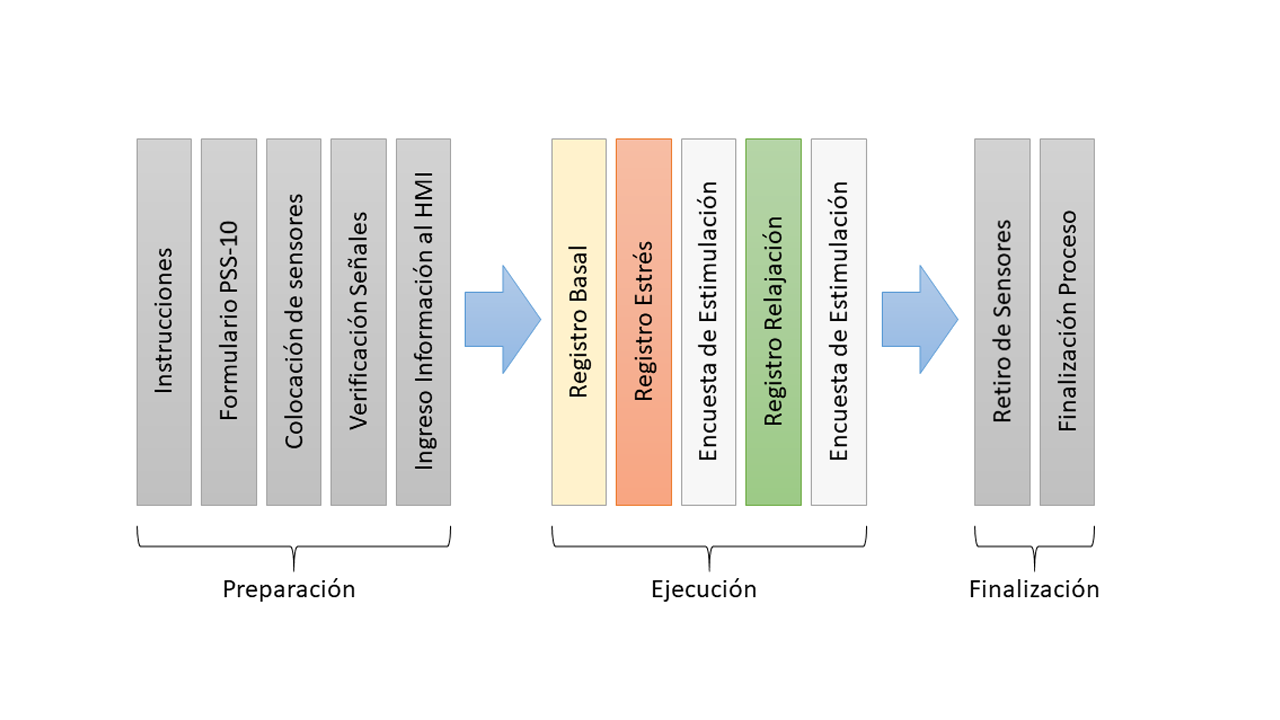 Instrucciones
Formulario PSS-10
Colocación de sensores
Verificación Señales
Ingreso Información al HMI
Registro Basal
Registro Estrés
Encuesta de Estimulación
Registro Relajación
Encuesta de Estimulación
Retiro de Sensores
Finalización Proceso
Preparación
Ejecución
Finalización